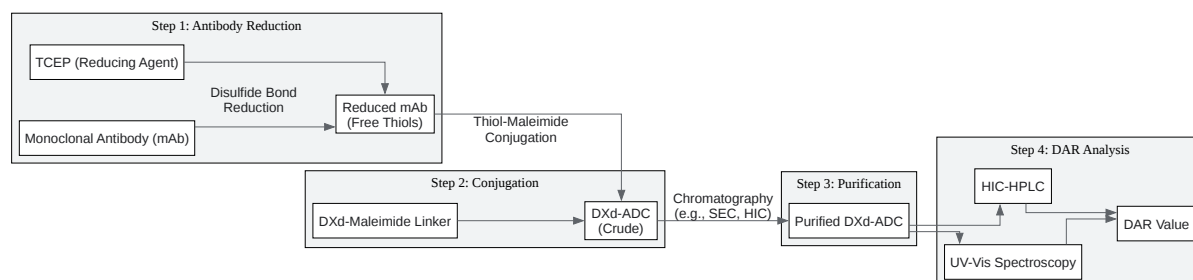 Step 1: Antibody Reduction
TCEP (Reducing Agent)
Disulfide Bond
Reduction
Monoclonal Antibody (mAb)
Reduced mAb
(Free Thiols)
Thiol-Maleimide
Conjugation
Step 2: Conjugation
DXd-Maleimide Linker
DXd-ADC
(Crude)
Chromatography
(e.g., SEC, HIC)
Step 3: Purification
Purified DXd-ADC
Step 4: DAR Analysis
HIC-HPLC
UV-Vis Spectroscopy
DAR Value